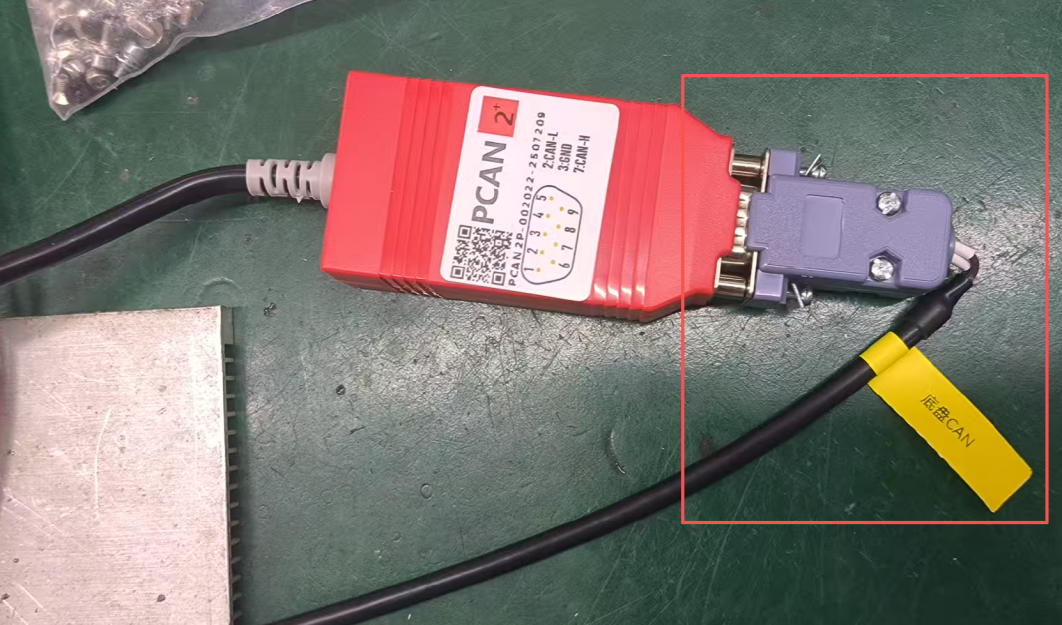 PCAN 2+
PCAN2P-002022-2507209
2:CAN-L
3:GND
7:CAN-H
1 2 3 4 5
6 7 8 9
底盘CAN